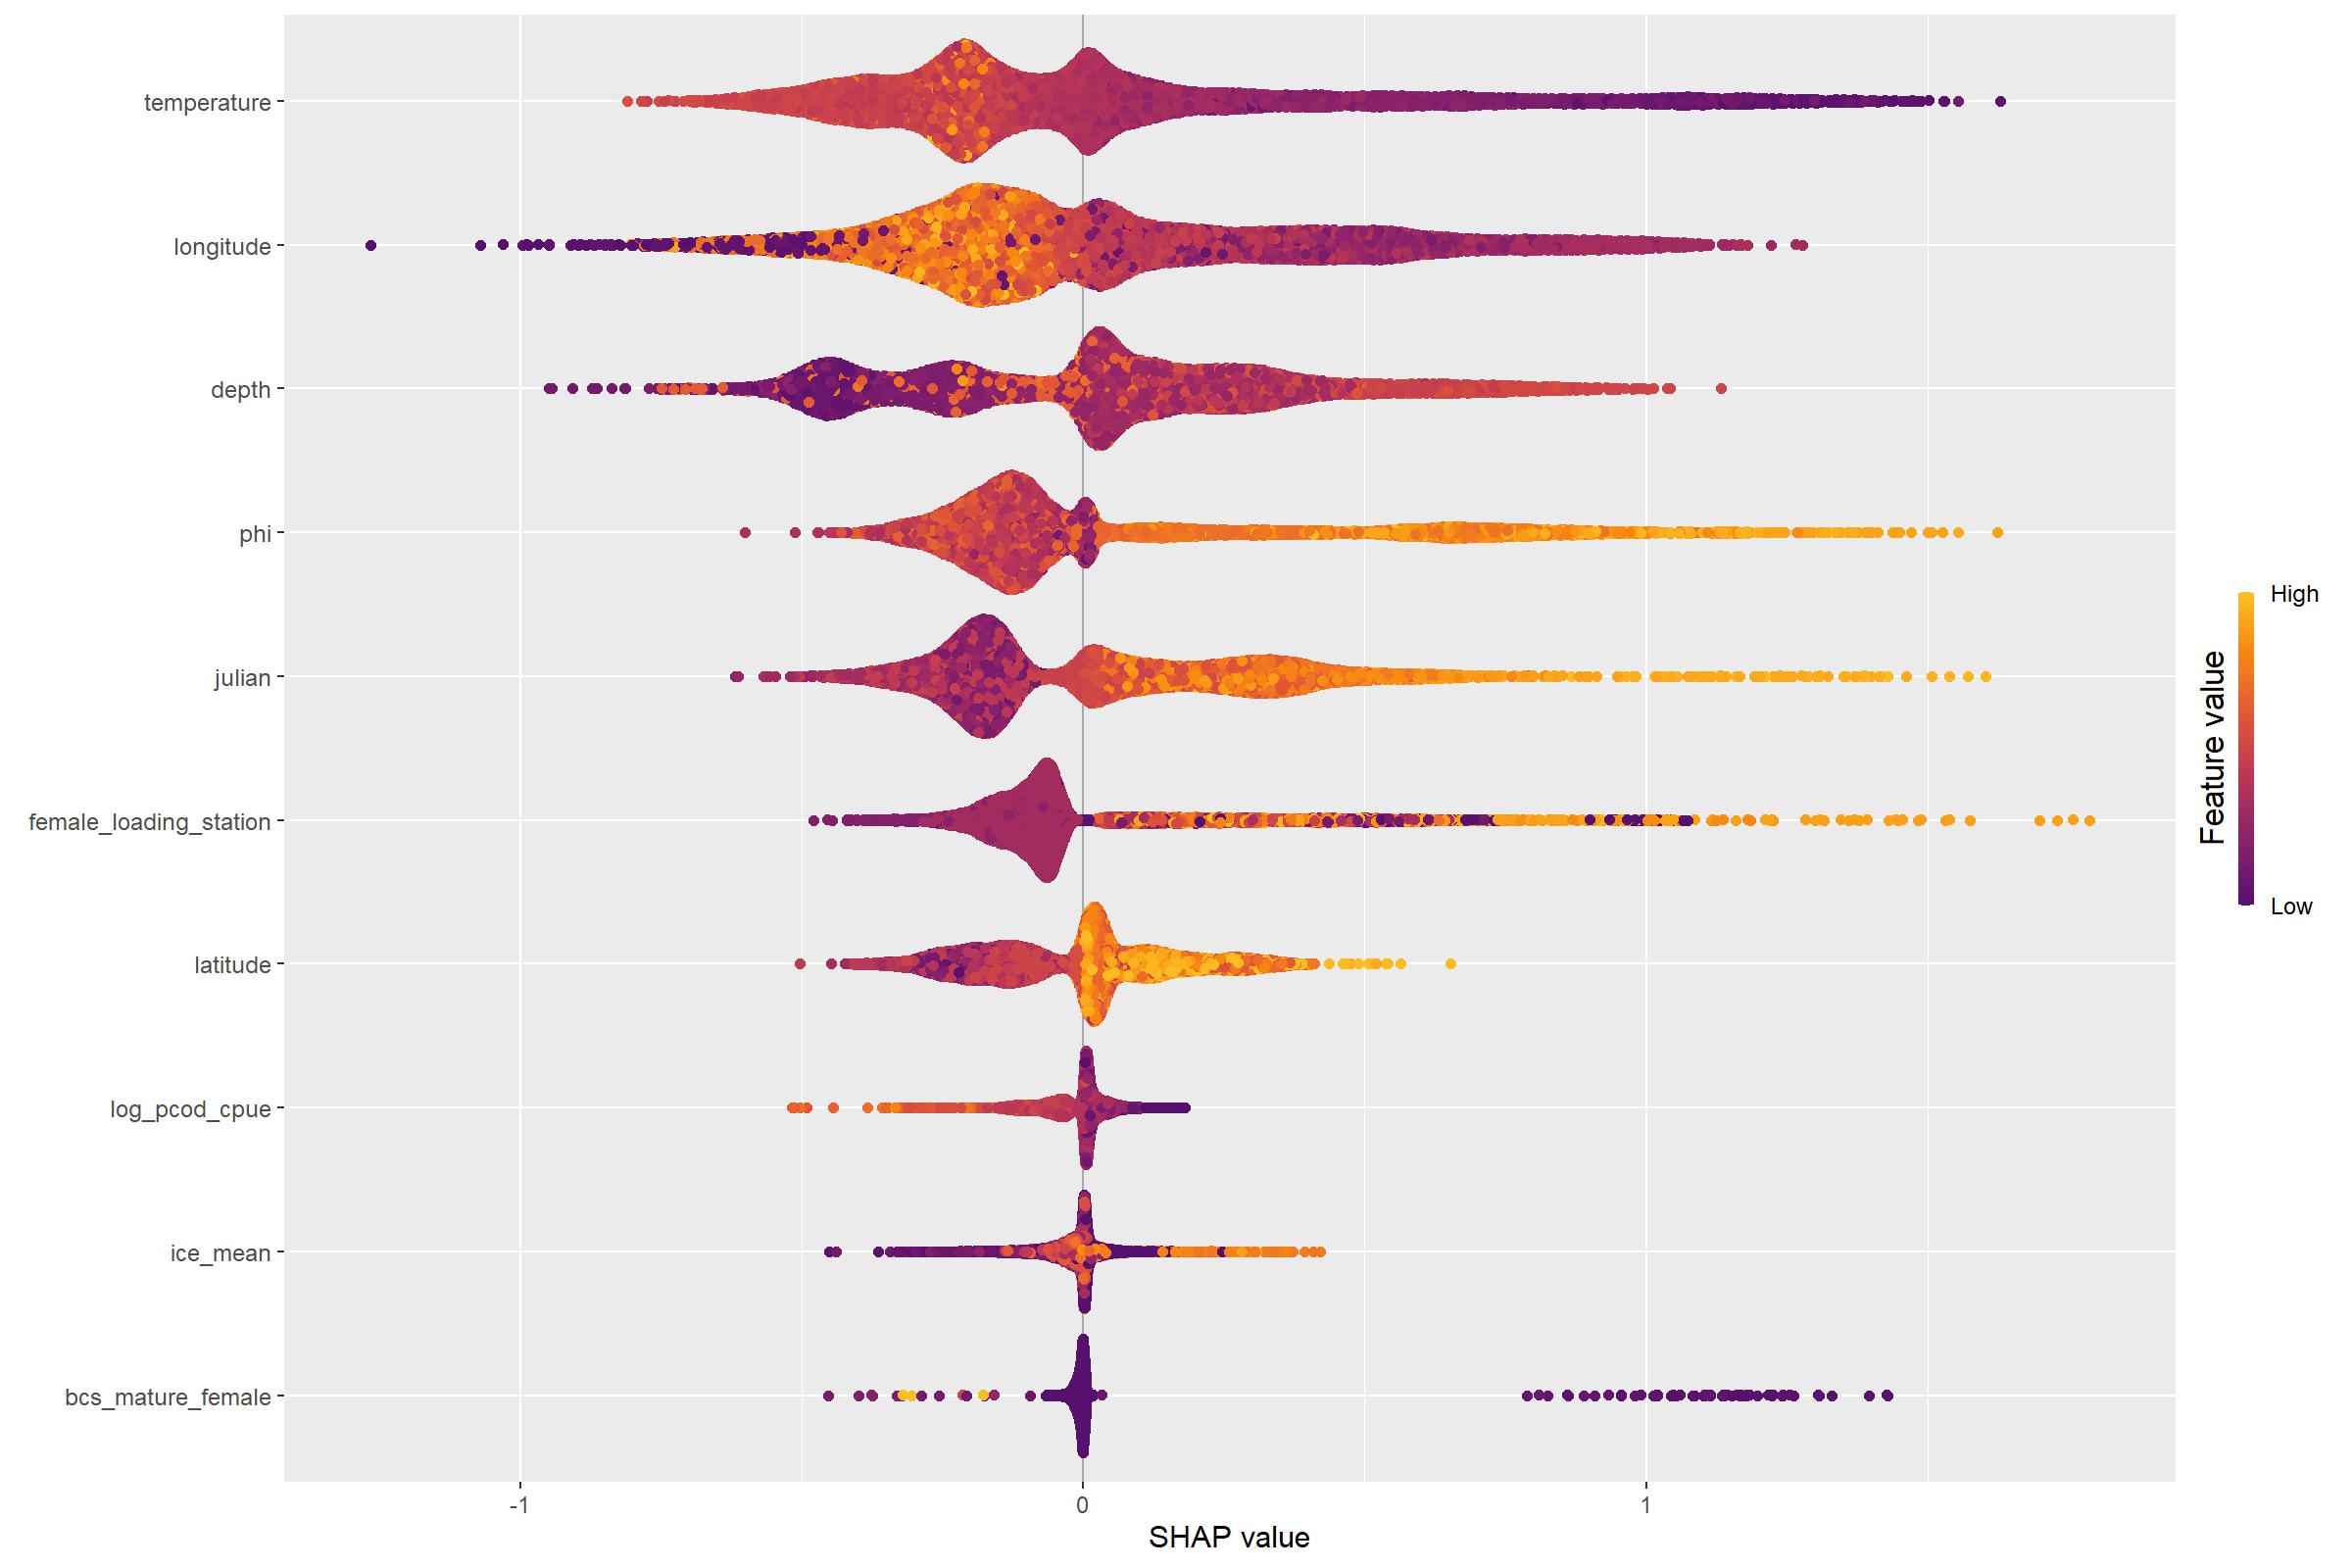 temperature
longitude
depth
phi
julian
female_loading_station
latitude
log_pcod_cpue
ice_mean
bcs_mature_female
-1
0
1
SHAP value
High
Feature value
Low